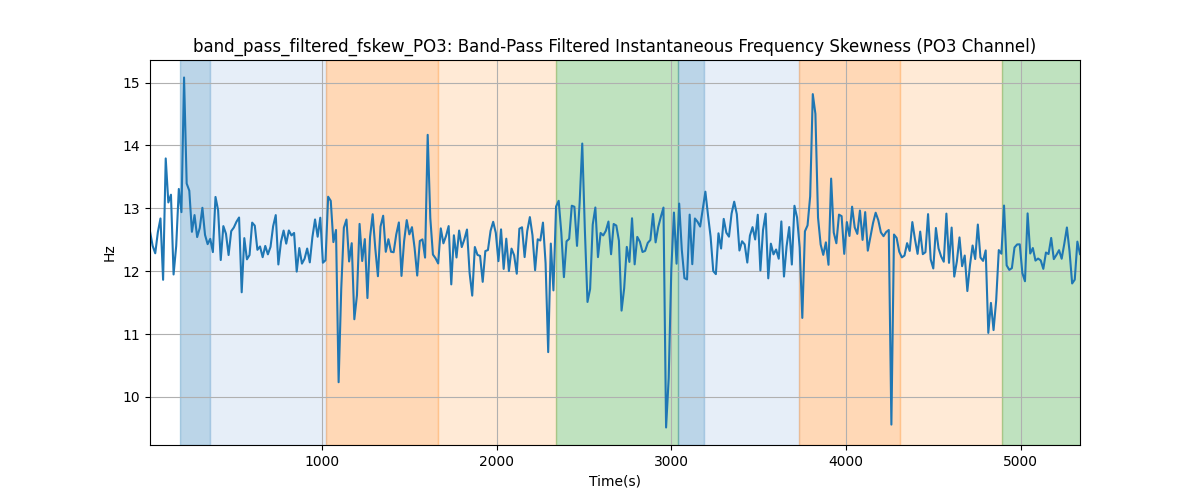 band_pass_filtered_fskew_PO3: Band-Pass Filtered Instantaneous Frequency Skewness (PO3 Channel)
15
14
13
12
11
10
Hz
1000 2000 3000 4000 5000
Time(s)